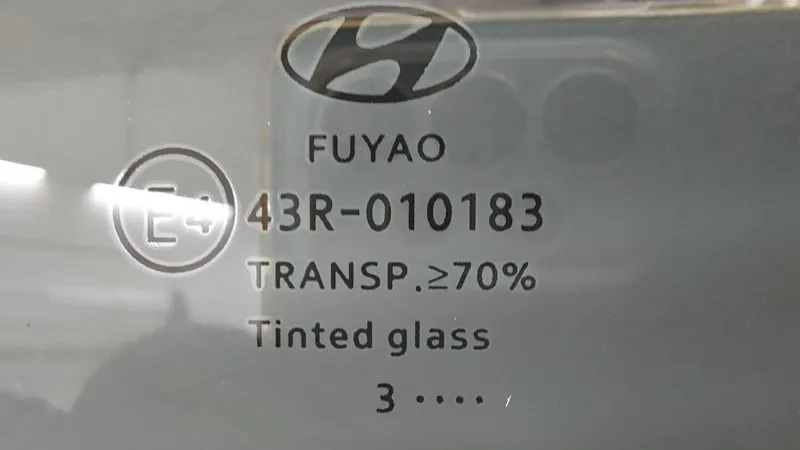 FUYAO
E4 43R-010183
TRANSP.≥70%
Tinted glass
3 ····